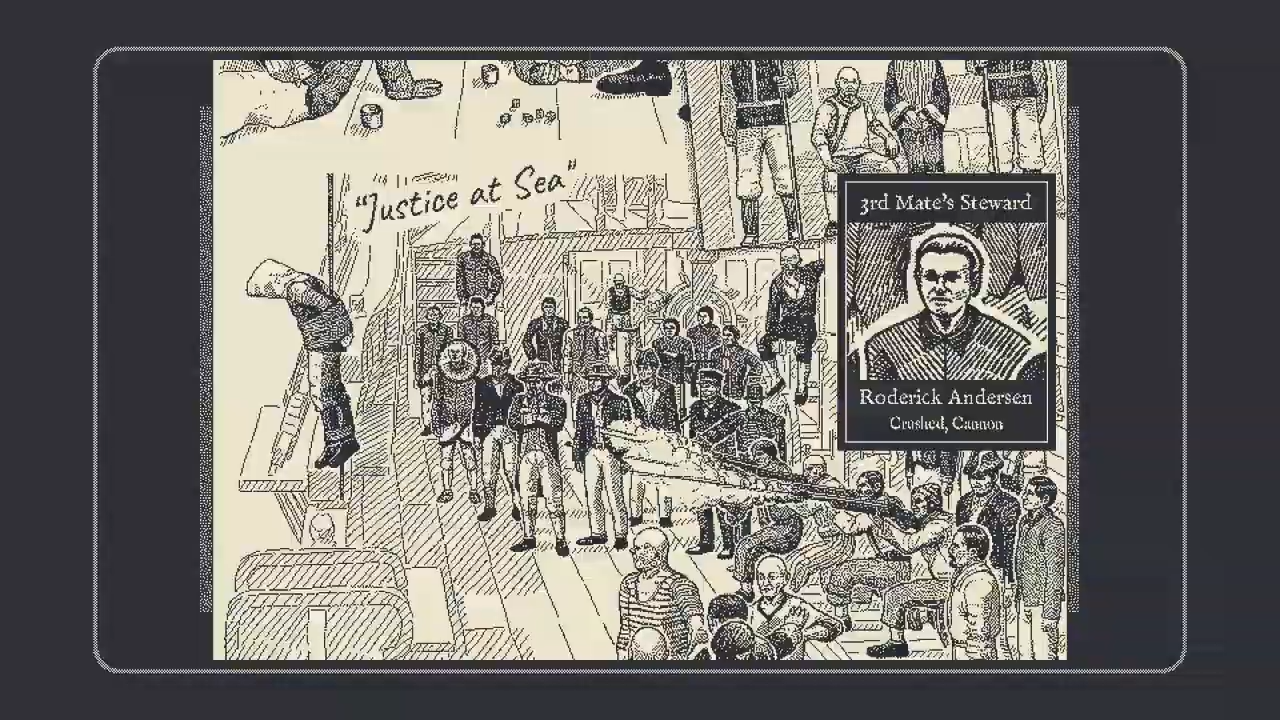 “Justice at Sea”
3rd Mate's Steward
Roderick Andersen
Crushed, Cannon